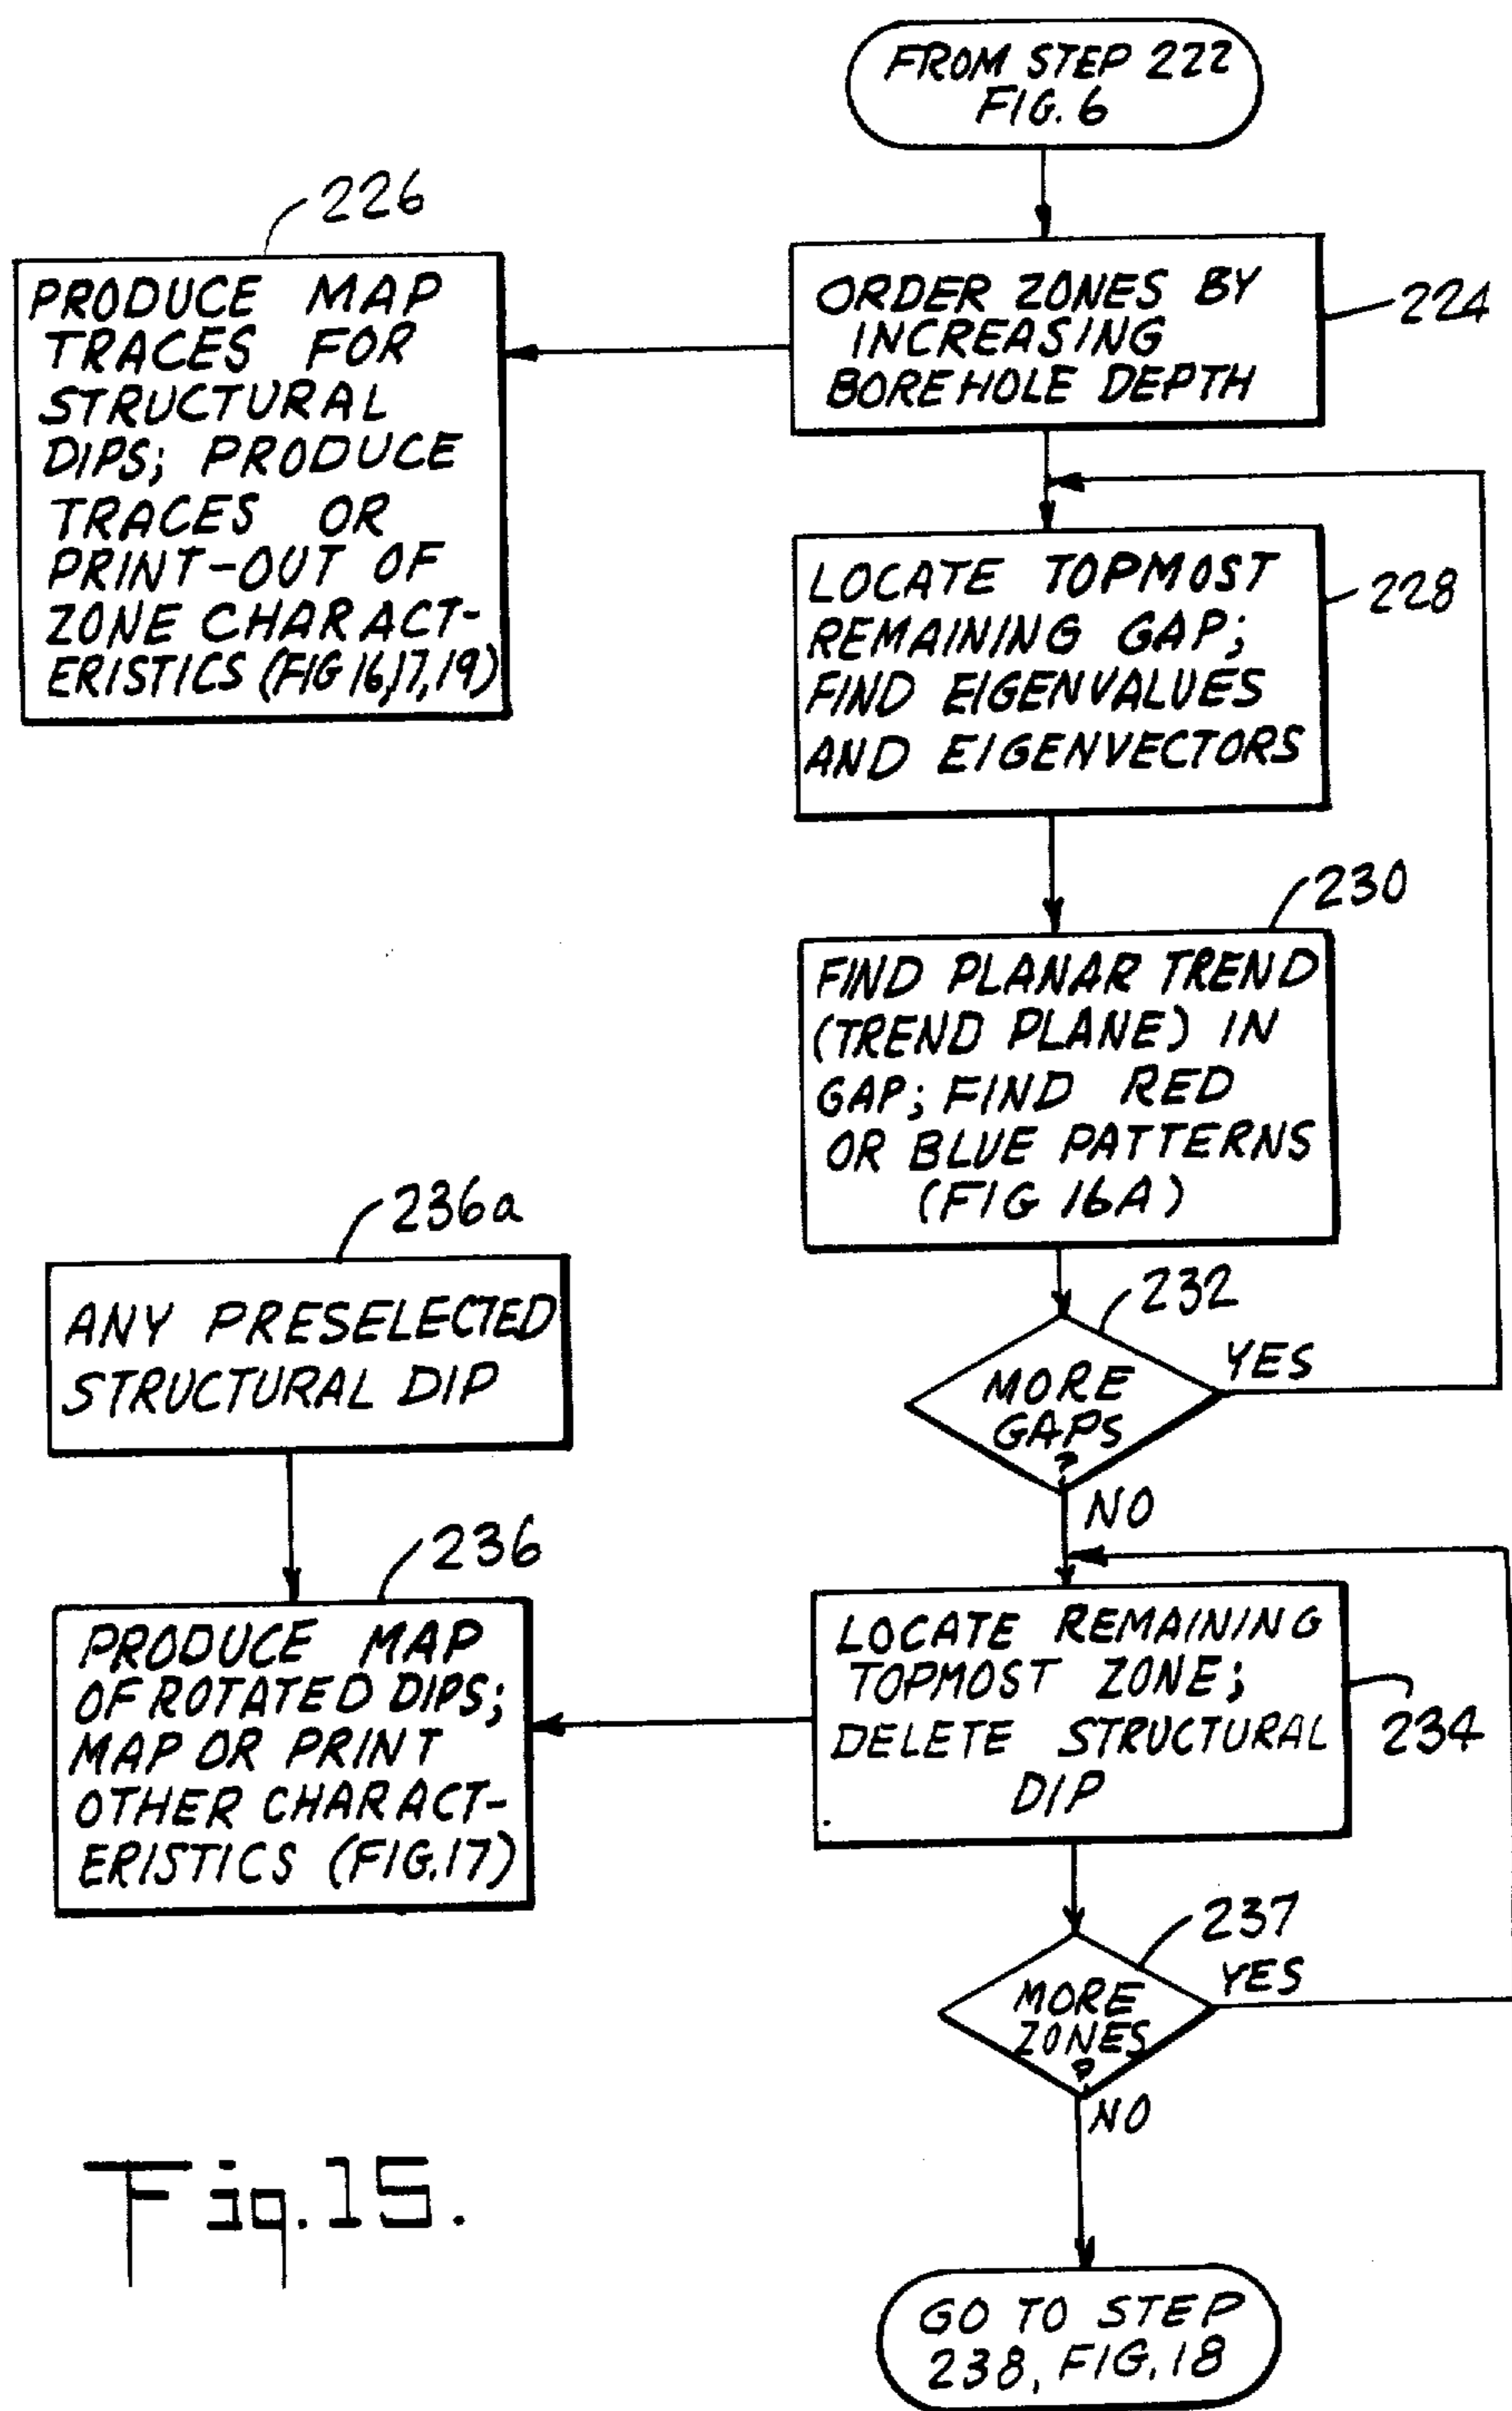 FROM STEP 222
FIG. 6
226
PRODUCE MAP
TRACES FOR
STRUCTURAL
DIPS; PRODUCE
TRACES OR
PRINT-OUT OF
ZONE CHARACT-
ERISTICS (FIG 16,17,19)
ORDER ZONES BY
INCREASING
BOREHOLE DEPTH
224
LOCATE TOPMOST
REMAINING GAP;
FIND EIGENVALUES
AND EIGENVECTORS
228
230
FIND PLANAR TREND
(TREND PLANE) IN
GAP; FIND RED
OR BLUE PATTERNS
(FIG 16A)
232
MORE
GAPS
?
YES
NO
236a
ANY PRESELECTED
STRUCTURAL DIP
236
PRODUCE MAP
OF ROTATED DIPS;
MAP OR PRINT
OTHER CHARACT-
ERISTICS (FIG.17)
LOCATE REMAINING
TOPMOST ZONE;
DELETE STRUCTURAL
DIP
234
237
MORE
ZONES
?
YES
NO
GO TO STEP
238, FIG.18
Fig.15.